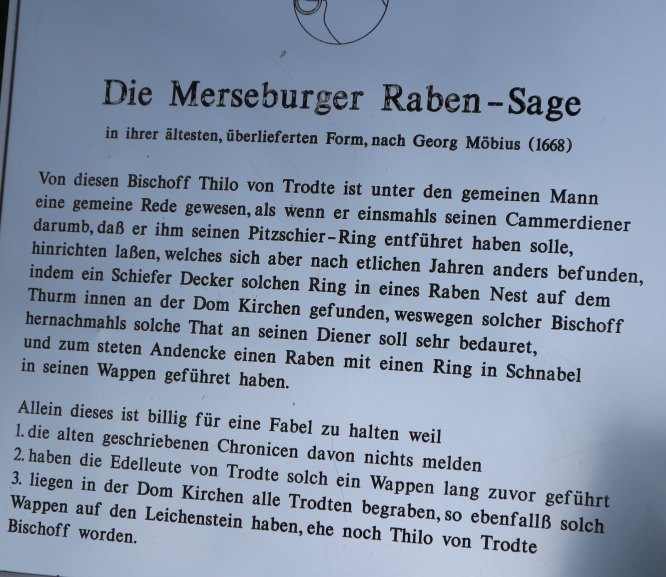 Die Merseburger Raben-Sage
in ihrer ältesten, überlieferten Form, nach Georg Möbius (1668)
Von diesen Bischoff Thilo von Trodte ist unter den gemeinen Mann
eine gemeine Rede gewesen, als wenn er einsmahls seinen Cammerdiener
darumb, daß er ihm seinen Pitzschier-Ring entführet haben solle,
hinrichten laßen, welches sich aber nach etlichen Jahren anders befunden,
indem ein Schiefer Decker solchen Ring in eines Raben Nest auf dem
Thurm innen an der Dom Kirchen gefunden, weswegen solcher Bischoff
hernachmahls solche That an seinen Diener soll sehr bedauret,
und zum steten Andencke einen Raben mit einen Ring in Schnabel
in seinen Wappen geführet haben.
Allein dieses ist billig für eine Fabel zu halten weil
1. die alten geschriebenen Chronicen davon nichts melden
2. haben die Edelleute von Trodte solch ein Wappen lang zuvor geführt
3. liegen in der Dom Kirchen alle Trodten begraben, so ebenfallß solch
Wappen auf den Leichenstein haben, ehe noch Thilo von Trodte
Bischoff worden.